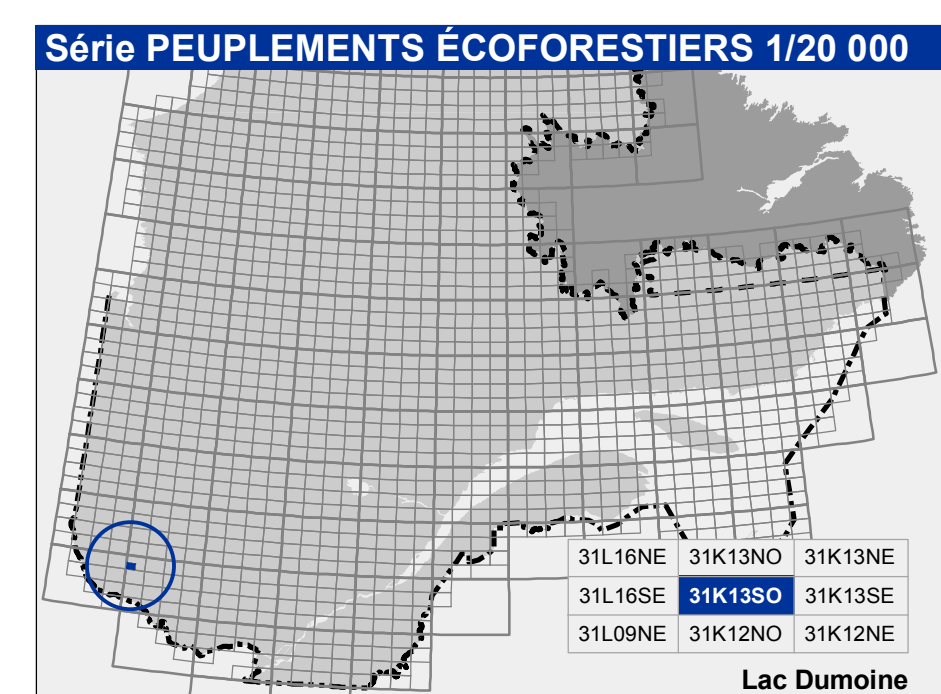 Série PEUPLEMENTS ÉCOFORESTIERS 1/20 000
31L16NE 31K13NO 31K13NE
31L16SE 31K13SO 31K13SE
31L09NE 31K12NO 31K12NE
Lac Dumoine